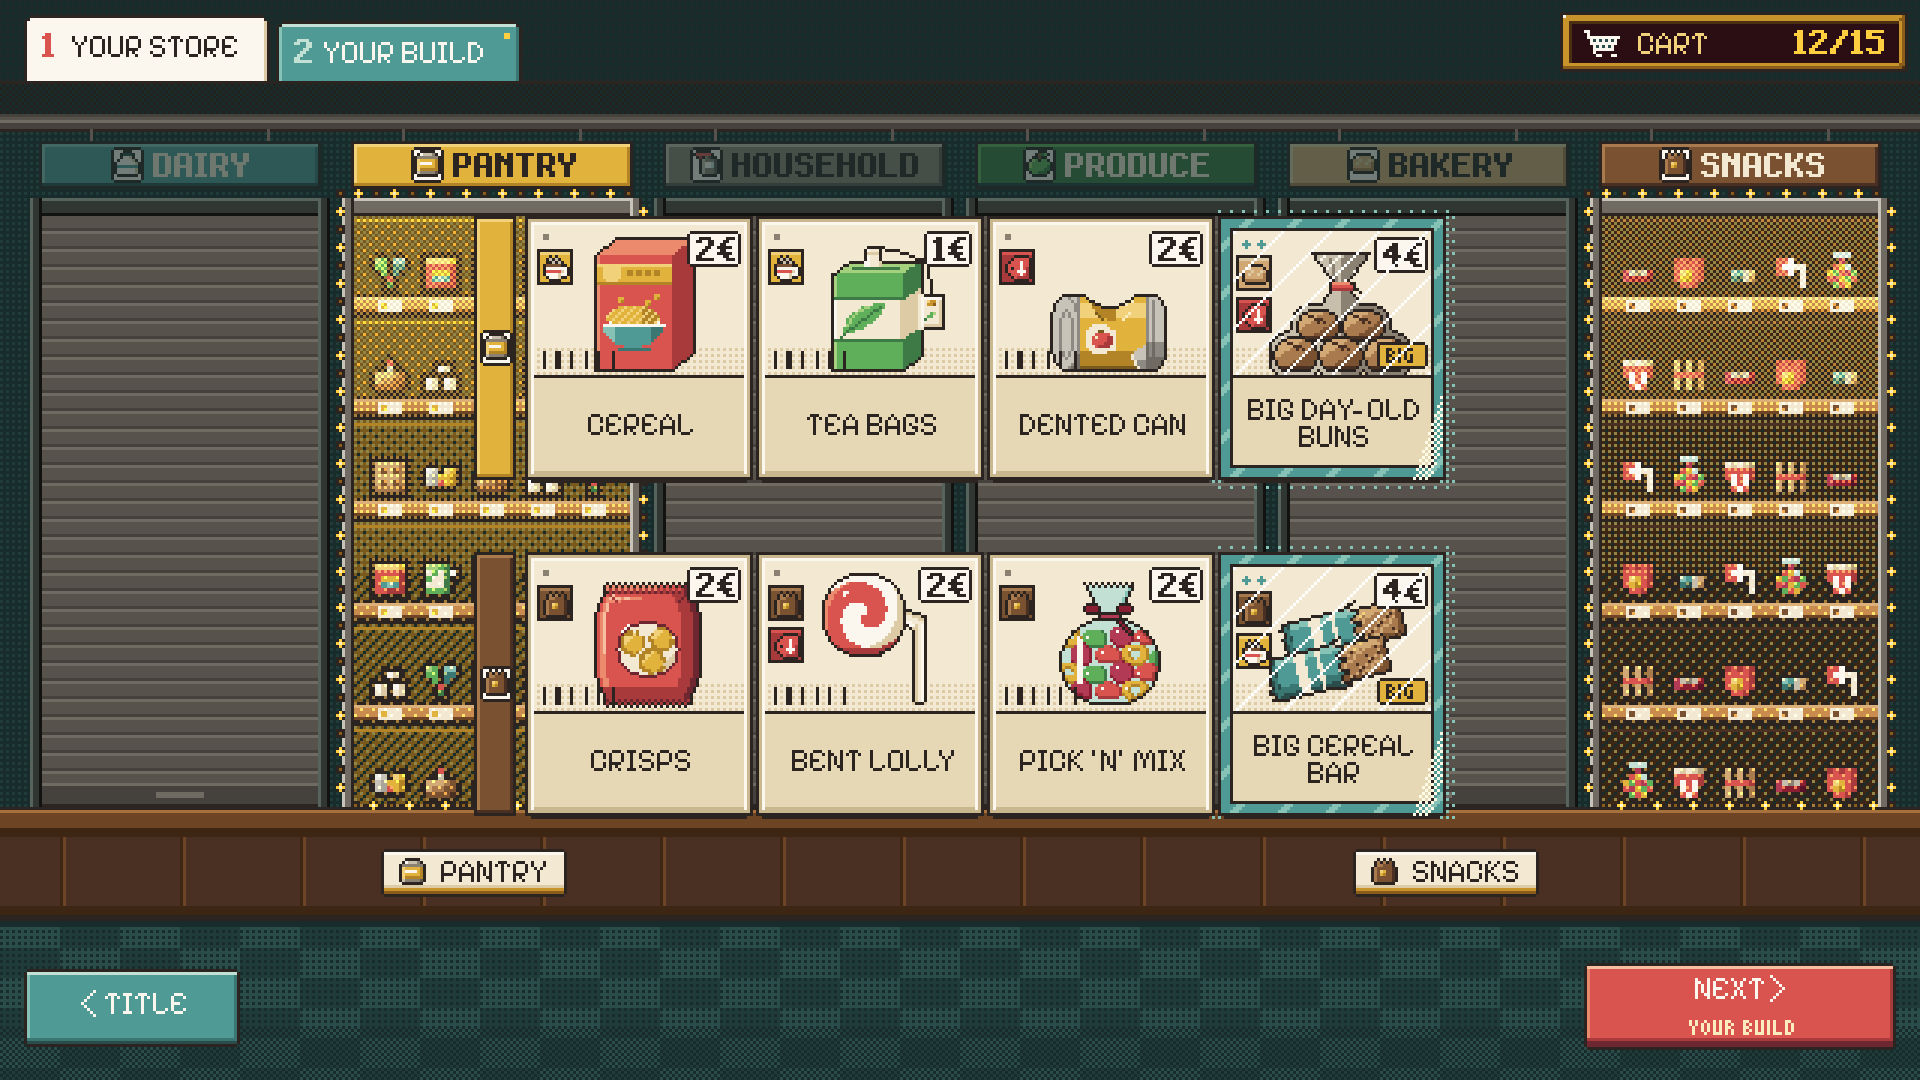 1 YOUR STORE
2 YOUR BUILD
CART 12/15
DAIRY
PANTRY
HOUSEHOLD
PRODUCE
BAKERY
SNACKS
2€
CEREAL
1€
TEA BAGS
2€
DENTED CAN
4€
BIG
BIG DAY-OLD
BUNS
2€
CRISPS
2€
BENT LOLLY
2€
PICK 'N' MIX
4€
BIG
BIG CEREAL
BAR
PANTRY
SNACKS
<TITLE
NEXT>
YOUR BUILD